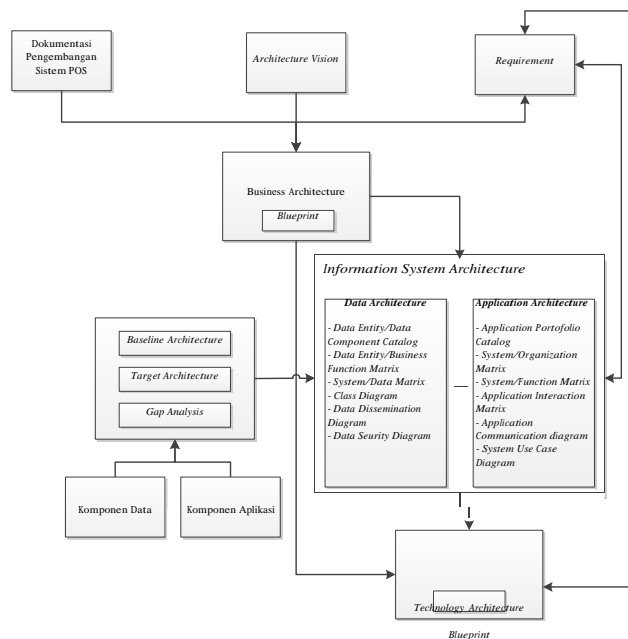 Dokumentasi
Pengembangan
Sistem POS
Architecture Vision
Requirement
Business Architecture
Blueprint
Information System Architecture
Data Architecture
- Data Entity/Data
Component Catalog
- Data Entity/Business
Function Matrix
- System/Data Matrix
- Class Diagram
- Data Dissemination
Diagram
- Data Seurity Diagram
Application Architecture
- Application Portofolio
Catalog
- System/Organization
Matrix
- System/Function Matrix
- Application Interaction
Matrix
- Application
Communication diagram
- System Use Case
Diagram
Baseline Architecture
Target Architecture
Gap Analysis
Komponen Data
Komponen Aplikasi
Technology Architecture
Blueprint